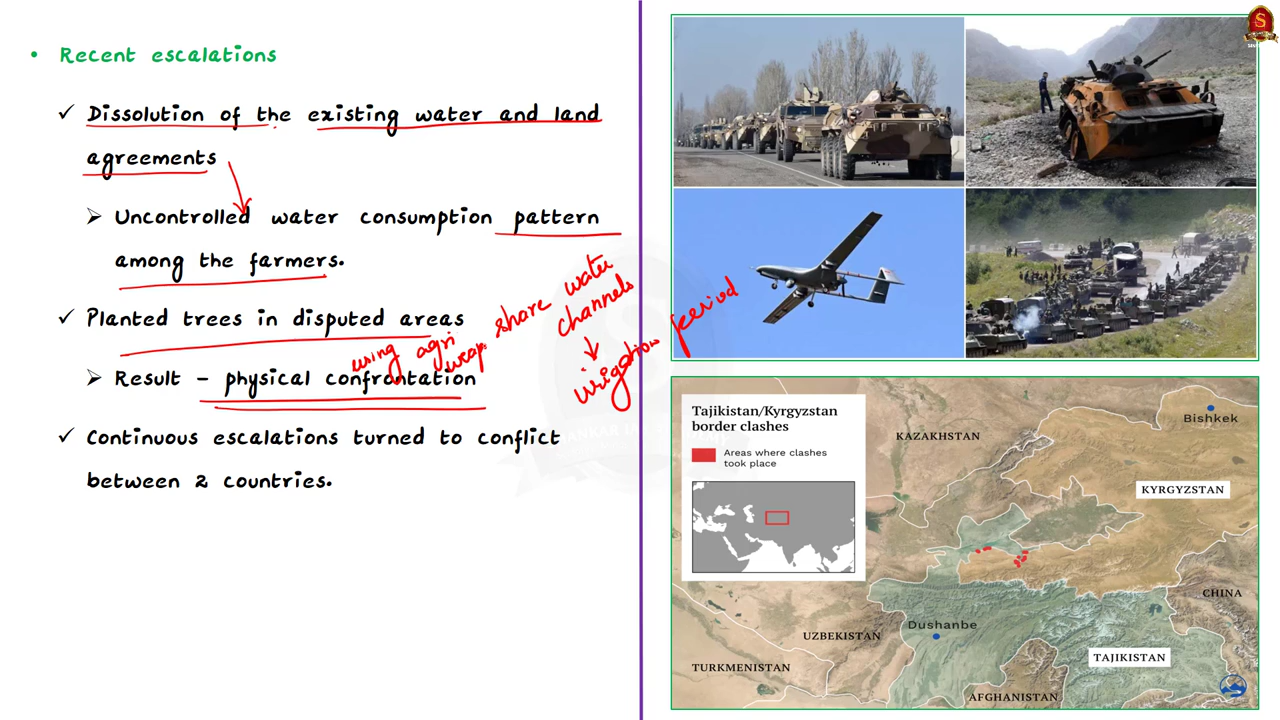 • Recent escalations
✓ Dissolution of the existing water and land
agreements
➢ Uncontrolled water consumption pattern
among the farmers.
✓ Planted trees in disputed areas
➢ Result – physical confrontation
✓ Continuous escalations turned to conflict
between 2 countries.
using agri
share water
channels
↓
irrigation period
Tajikistan/Kyrgyzstan
border clashes
Areas where clashes
took place
KAZAKHSTAN
Bishkek
KYRGYZSTAN
CHINA
UZBEKISTAN
Dushanbe
TAJIKISTAN
TURKMENISTAN
AFGHANISTAN